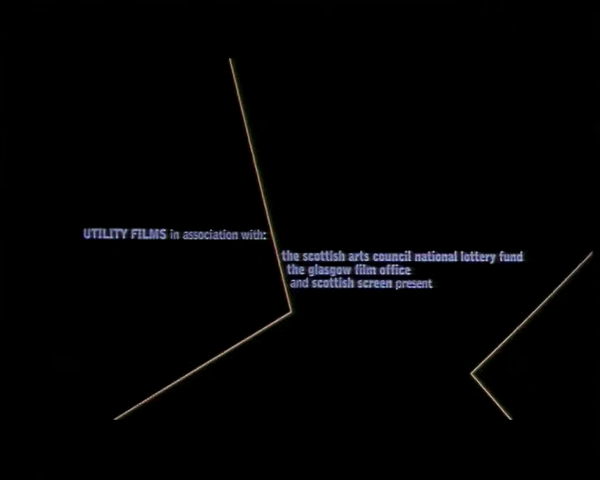 UTILITY FILMS in association with:
the scottish arts council national lottery fund
the glasgow film office
and scottish screen present